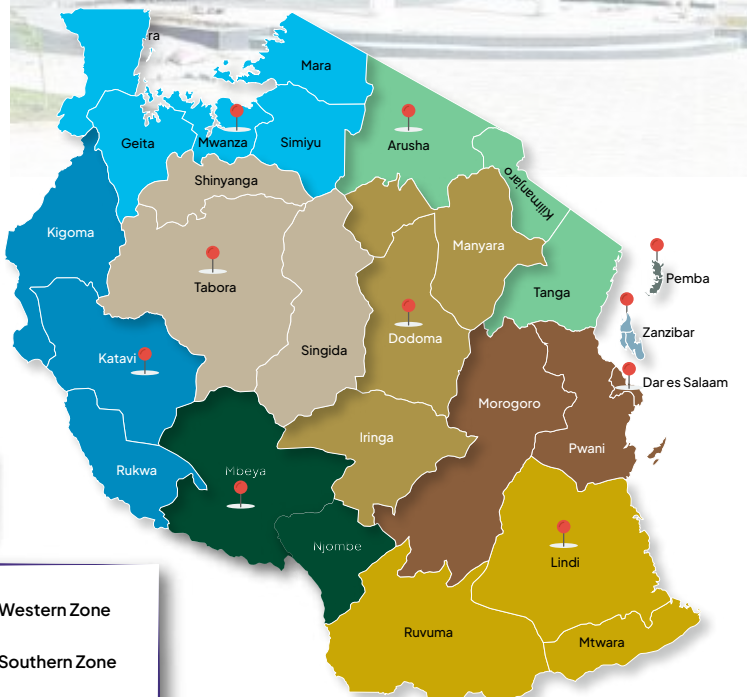 ra
Mara
Geita
Mwanza
Simiyu
Arusha
Shinyanga
Kilimanjaro
Kigoma
Manyara
Tabora
Tanga
Pemba
Zanzibar
Dodoma
Singida
Katavi
Dar es Salaam
Morogoro
Iringa
Pwani
Rukwa
Mbeya
Njombe
Lindi
Western Zone
Ruvuma
Mtwara
Southern Zone